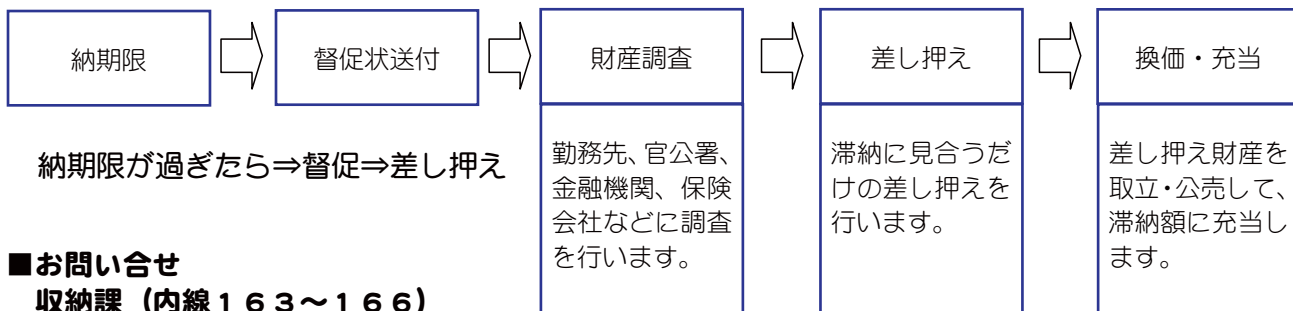 納期限
督促状送付
財産調査
差し押え
換価・充当
納期限が過ぎたら⇒督促⇒差し押え
勤務先、官公署、
金融機関、保険
会社などに調査
を行います。
滞納に見合うだ
けの差し押えを
行います。
差し押え財産を
取立・公売して、
滞納額に充当し
ます。
■お問い合せ
収納課（内線１６３～１６６）